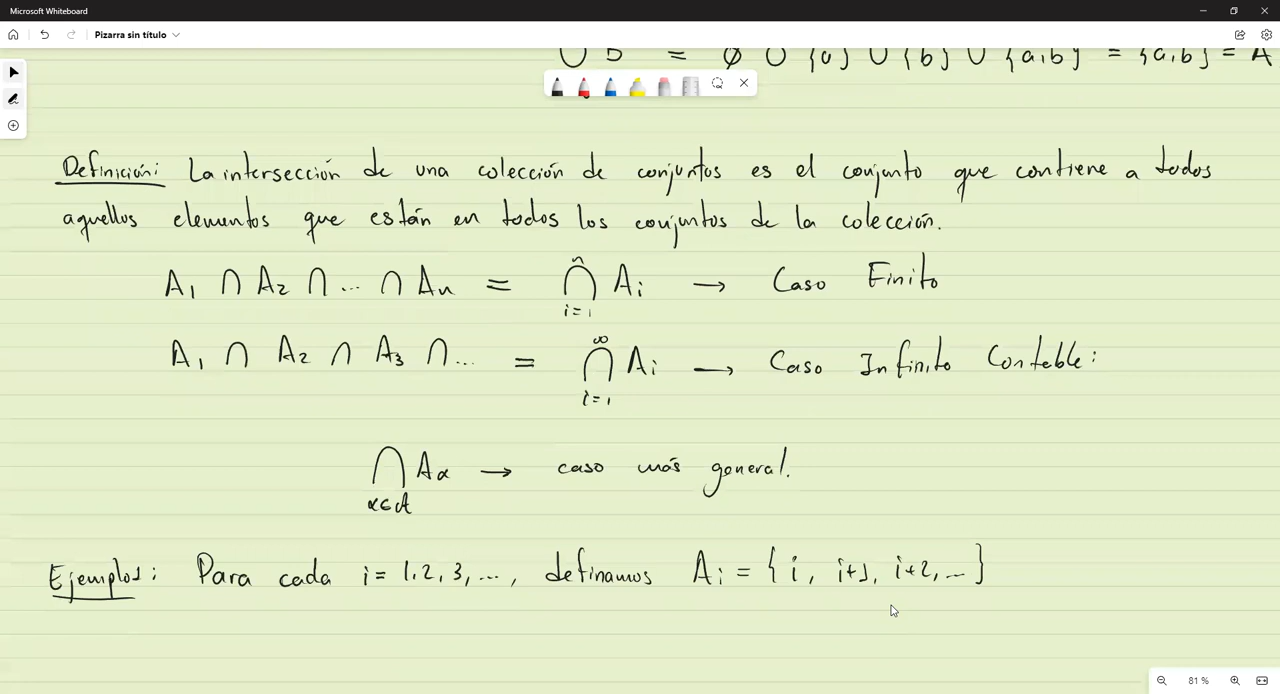 Microsoft Whiteboard
Pizarra sin título
∪ B = ∅ ∪ {a} ∪ {b} ∪ {a,b} = {a,b} = A
Definición: La intersección de una colección de conjuntos es el conjunto que contiene a todos
aquellos elementos que están en todos los conjuntos de la colección.
A₁ ∩ A₂ ∩ ... ∩ Aₙ = ⋂ᵢ₌₁ⁿ Aᵢ → Caso Finito
A₁ ∩ A₂ ∩ A₃ ∩ ... = ⋂ᵢ₌₁^∞ Aᵢ → Caso Infinito Contable:
⋂_{α∈𝒜} A_α → caso más general.
Ejemplos: Para cada i = 1, 2, 3, ..., definamos Aᵢ = { i, i+1, i+2, ... }
81 %